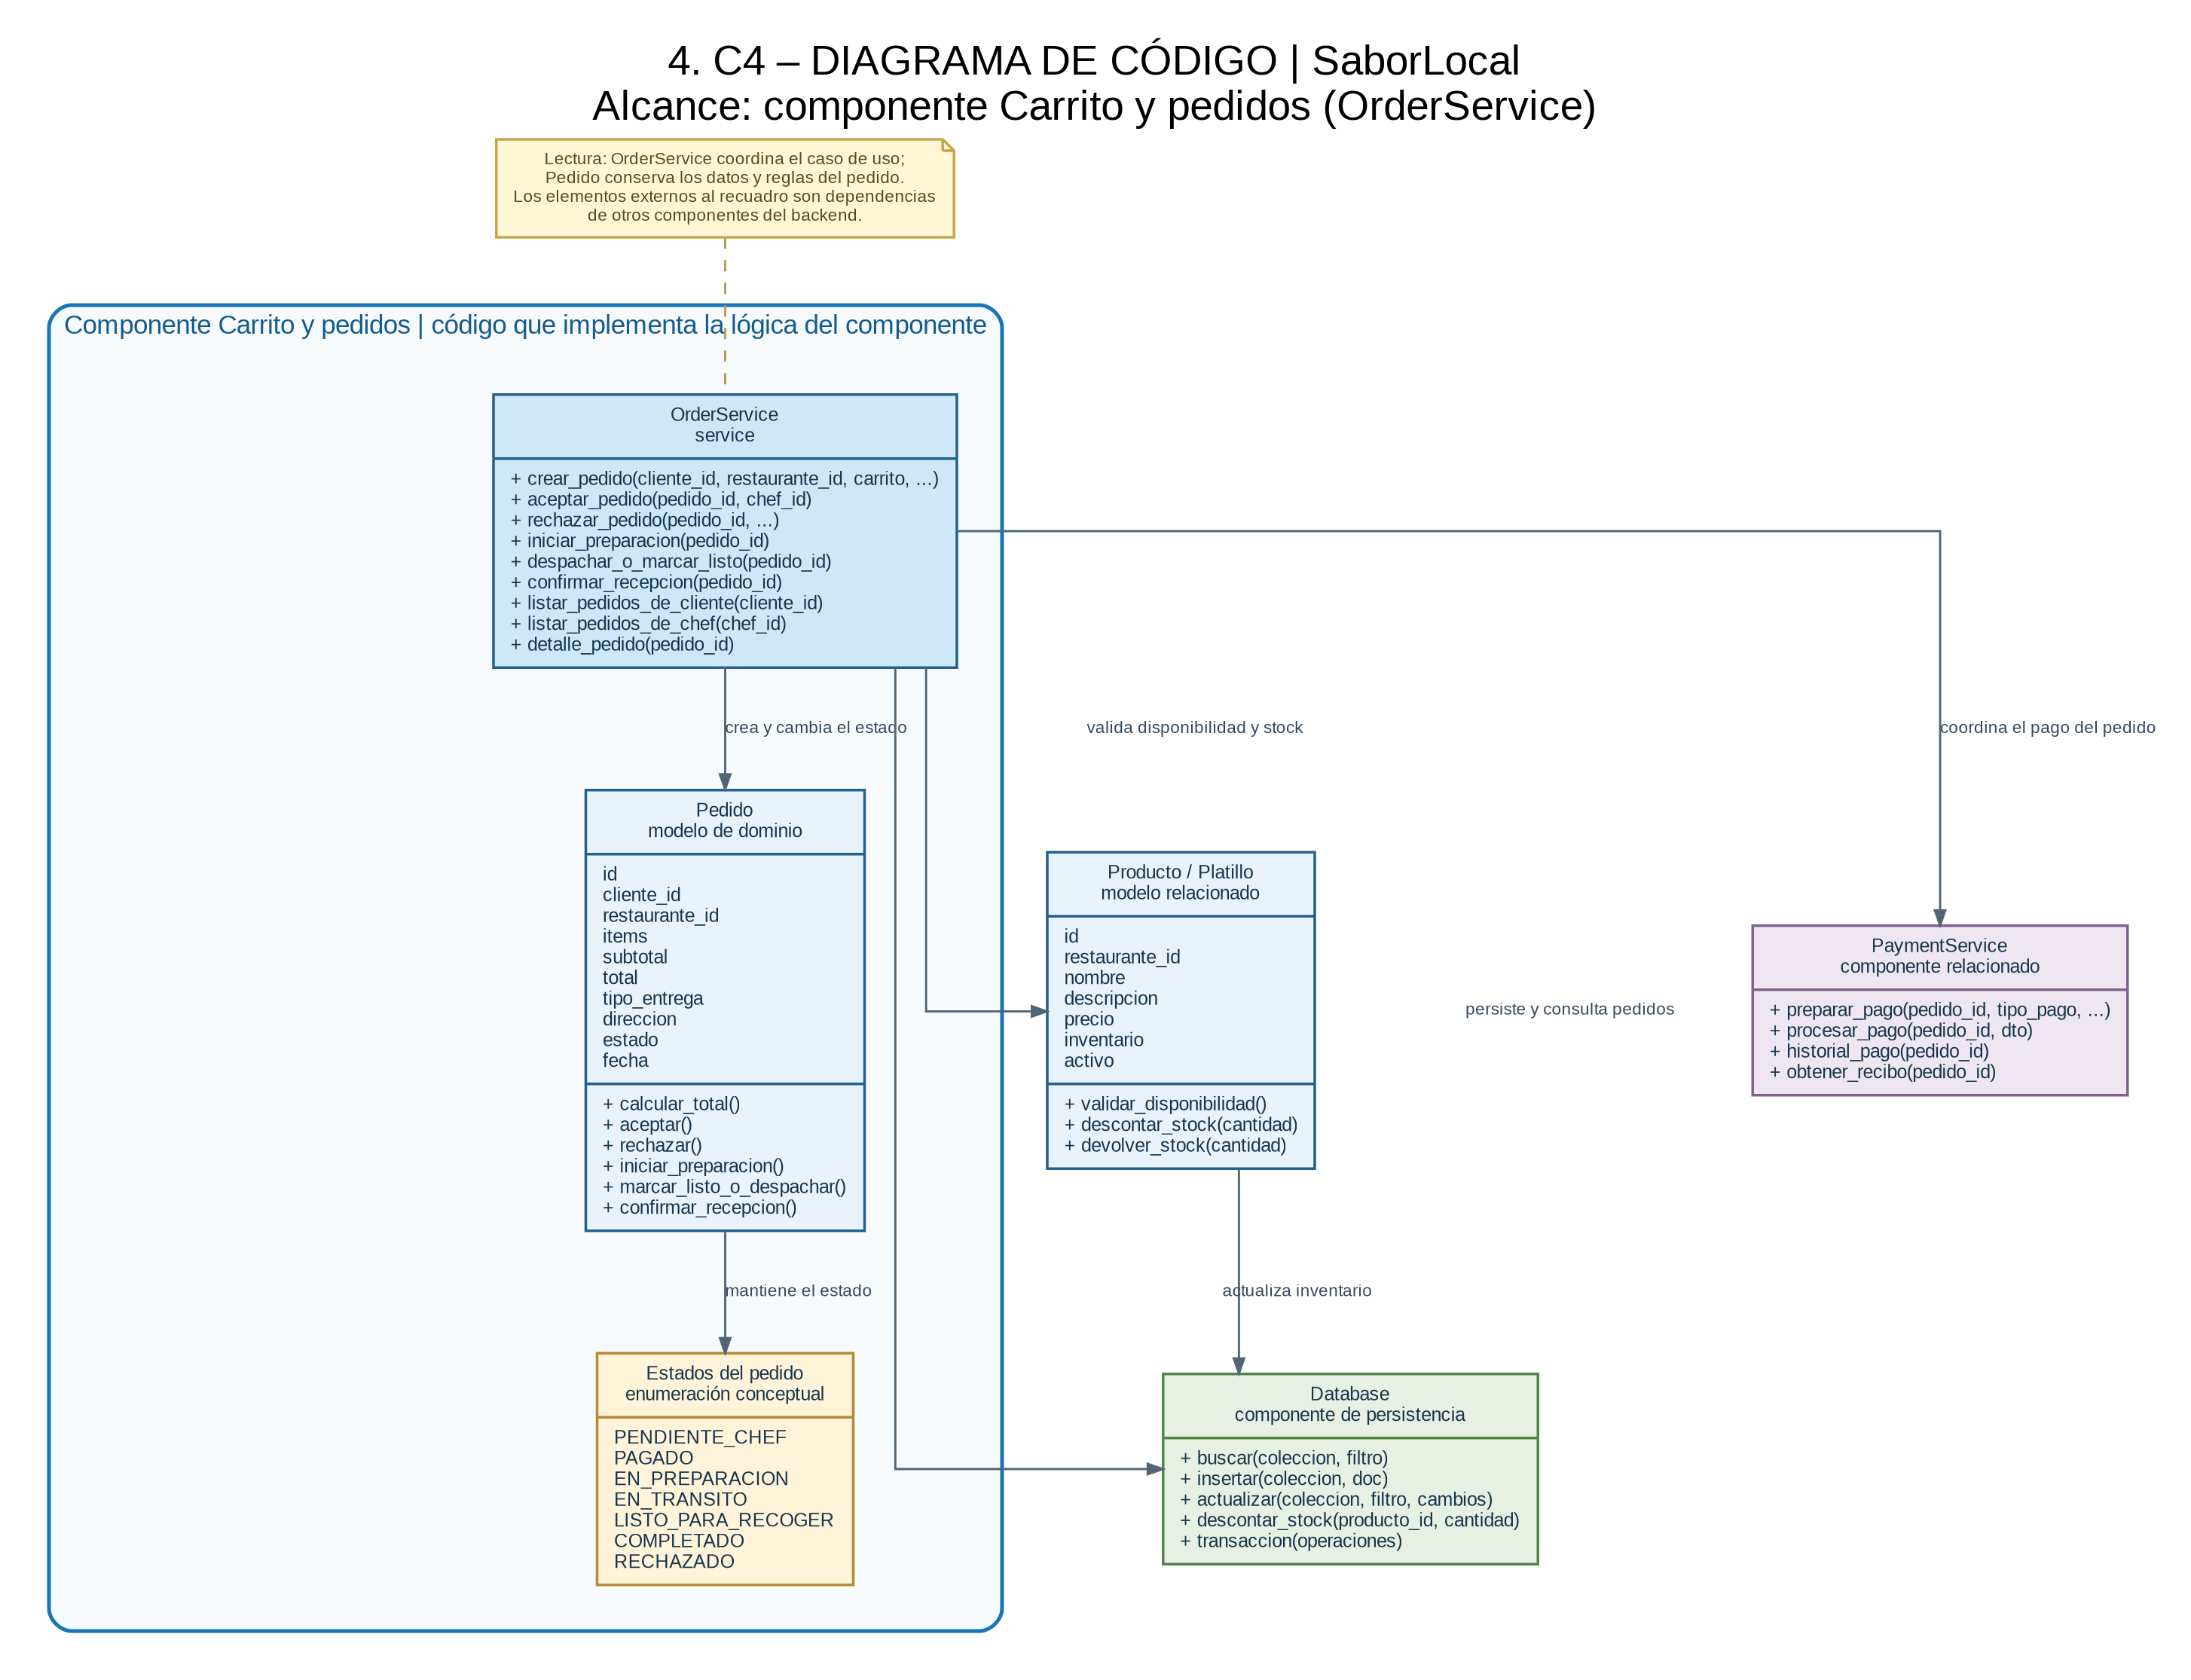 4. C4 – DIAGRAMA DE CÓDIGO | SaborLocal
Alcance: componente Carrito y pedidos (OrderService)
Lectura: OrderService coordina el caso de uso;
Pedido conserva los datos y reglas del pedido.
Los elementos externos al recuadro son dependencias
de otros componentes del backend.
Componente Carrito y pedidos | código que implementa la lógica del componente
OrderService
service
+ crear_pedido(cliente_id, restaurante_id, carrito, ...)
+ aceptar_pedido(pedido_id, chef_id)
+ rechazar_pedido(pedido_id, ...)
+ iniciar_preparacion(pedido_id)
+ despachar_o_marcar_listo(pedido_id)
+ confirmar_recepcion(pedido_id)
+ listar_pedidos_de_cliente(cliente_id)
+ listar_pedidos_de_chef(chef_id)
+ detalle_pedido(pedido_id)
crea y cambia el estado
valida disponibilidad y stock
coordina el pago del pedido
Pedido
modelo de dominio
id
cliente_id
restaurante_id
items
subtotal
total
tipo_entrega
direccion
estado
fecha
+ calcular_total()
+ aceptar()
+ rechazar()
+ iniciar_preparacion()
+ marcar_listo_o_despachar()
+ confirmar_recepcion()
Producto / Platillo
modelo relacionado
id
restaurante_id
nombre
descripcion
precio
inventario
activo
+ validar_disponibilidad()
+ descontar_stock(cantidad)
+ devolver_stock(cantidad)
persiste y consulta pedidos
PaymentService
componente relacionado
+ preparar_pago(pedido_id, tipo_pago, ...)
+ procesar_pago(pedido_id, dto)
+ historial_pago(pedido_id)
+ obtener_recibo(pedido_id)
mantiene el estado
actualiza inventario
Estados del pedido
enumeración conceptual
PENDIENTE_CHEF
PAGADO
EN_PREPARACION
EN_TRANSITO
LISTO_PARA_RECOGER
COMPLETADO
RECHAZADO
Database
componente de persistencia
+ buscar(coleccion, filtro)
+ insertar(coleccion, doc)
+ actualizar(coleccion, filtro, cambios)
+ descontar_stock(producto_id, cantidad)
+ transaccion(operaciones)